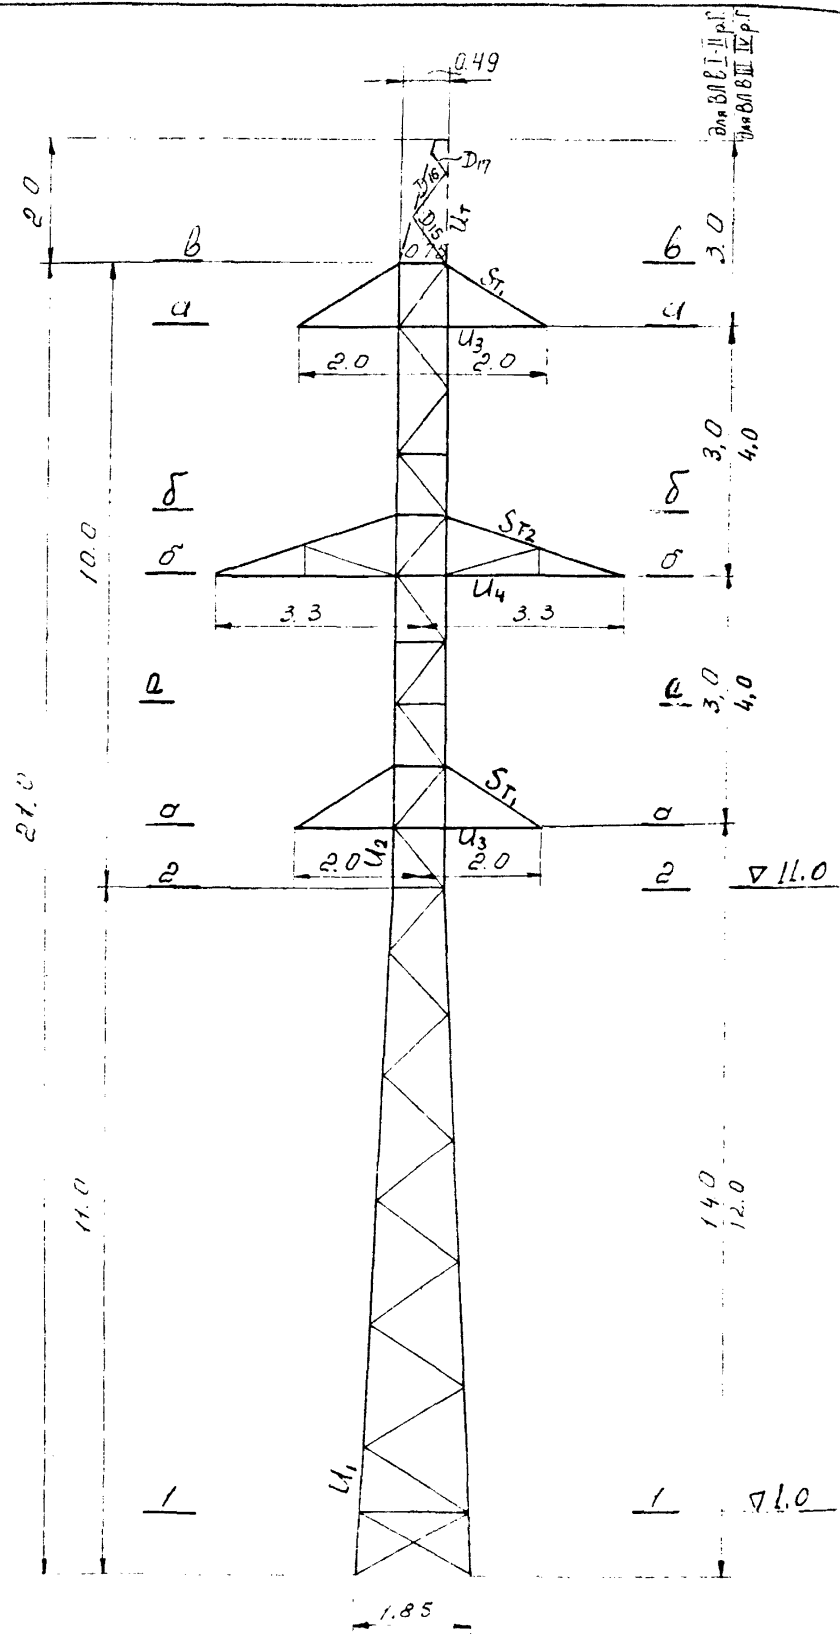 для ВЛ в I-II р.Г.
для ВЛ в III IV р.Г.
0.49
2.0
D17
D16
D15
Uт
3.0
в в
Sт1
а а
U3
2.0 2.0
3,0
4,0
б б
Sт2
10.0
б б
U4
3.3 3.3
а а
3,0
4,0
21.0
Sт1
а а
U2
U3
2.0 2.0
2 2
▽ 11.0
11.0
14.0
12.0
U1
1 1
▽ 1.0
1.85